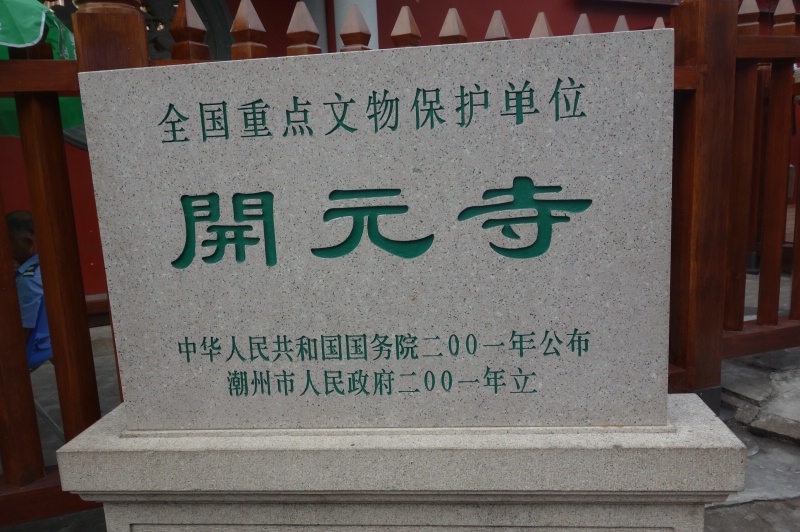 全国重点文物保护单位
開元寺
中华人民共和国国务院二00一年公布
潮州市人民政府二00一年立